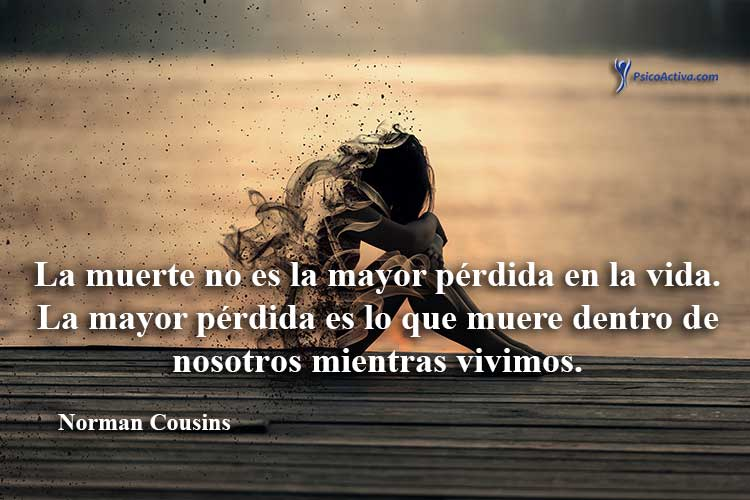 PsicoActiva.com
La muerte no es la mayor pérdida en la vida.
La mayor pérdida es lo que muere dentro de
nosotros mientras vivimos.
Norman Cousins